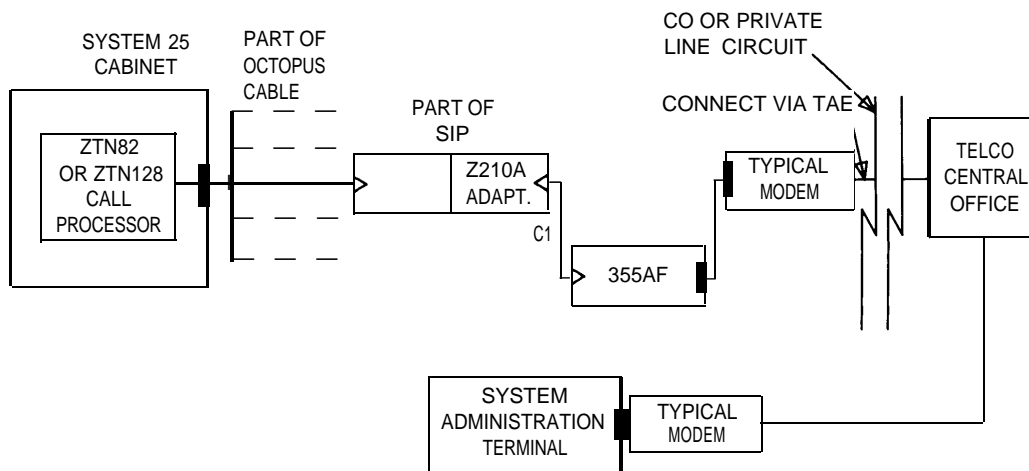 SYSTEM 25
CABINET
PART OF
OCTOPUS
CABLE
CO OR PRIVATE
LINE CIRCUIT
PART OF
SIP
CONNECT VIA TAE
ZTN82
OR ZTN128
CALL
PROCESSOR
Z210A
ADAPT.
C1
TYPICAL
MODEM
TELCO
CENTRAL
OFFICE
355AF
SYSTEM
ADMINISTRATION
TERMINAL
TYPICAL
MODEM